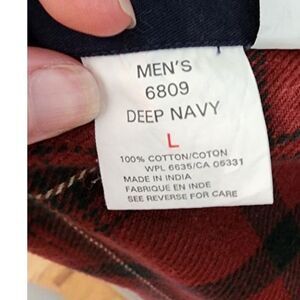 MEN'S
6809
DEEP NAVY
L
100% COTTON/COTON
WPL 6635/CA 05331
MADE IN INDIA
FABRIQUE EN INDE
SEE REVERSE FOR CARE